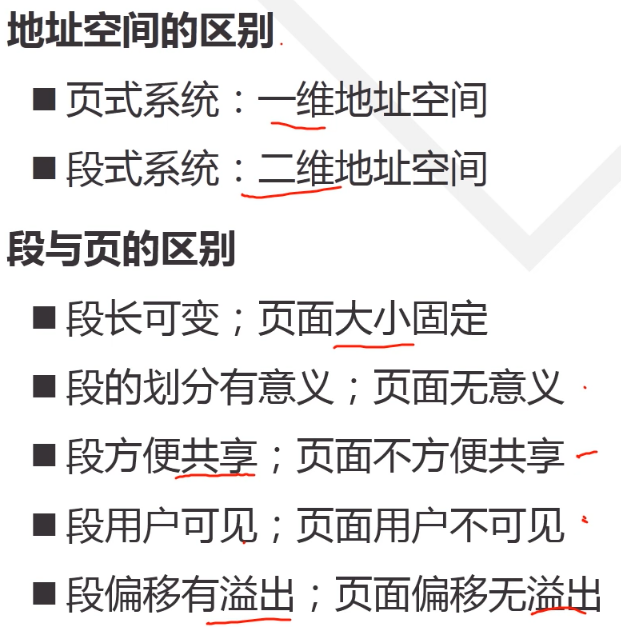 地址空间的区别
■ 页式系统：一维地址空间
■ 段式系统：二维地址空间
段与页的区别
■ 段长可变；页面大小固定
■ 段的划分有意义；页面无意义
■ 段方便共享；页面不方便共享
■ 段用户可见；页面用户不可见
■ 段偏移有溢出；页面偏移无溢出